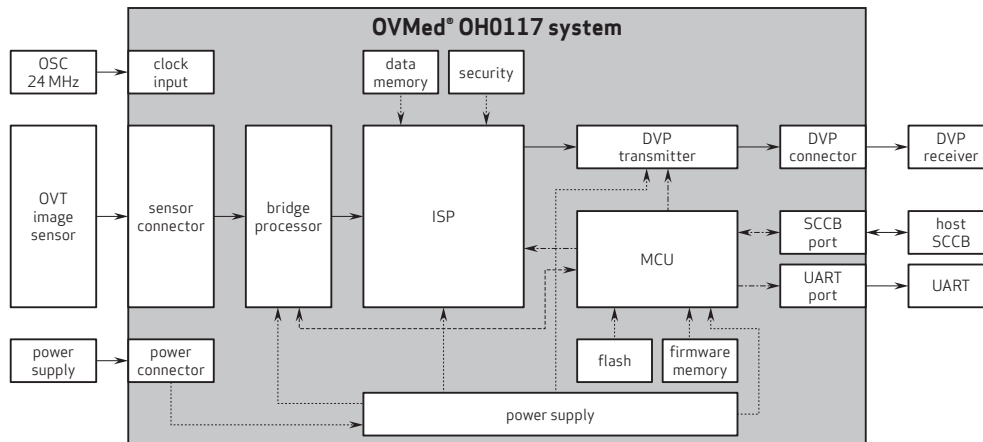 OVMed® OH0117 system
OSC
24 MHz
clock
input
data
memory
security
OVT
image
sensor
sensor
connector
bridge
processor
ISP
DVP
transmitter
DVP
connector
DVP
receiver
MCU
SCCB
port
host
SCCB
UART
port
UART
power
supply
power
connector
flash
firmware
memory
power supply